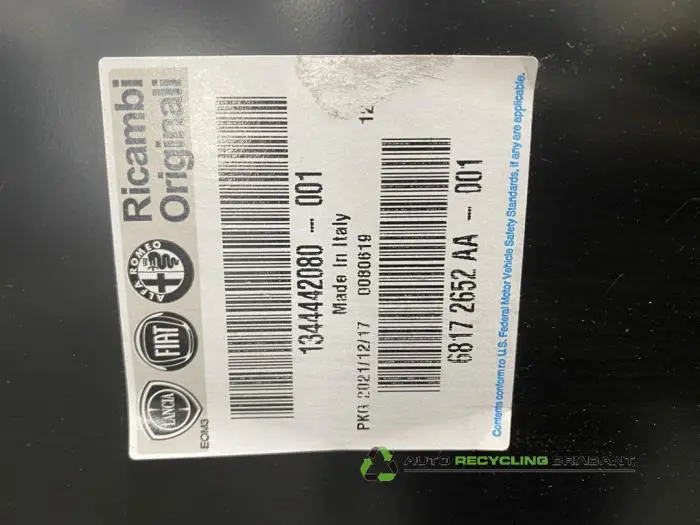 Ricambi
Originali
ALFA ROMEO
FIAT
LANCIA
EOM3
1344442080 - 001
Made In Italy
PKG 2021/12/17 0080619 12
6817 2652 AA - 001
Contents conform to U.S. Federal Motor Vehicle Safety Standards, if any are applicable.
AUTO RECYCLING BRABANT